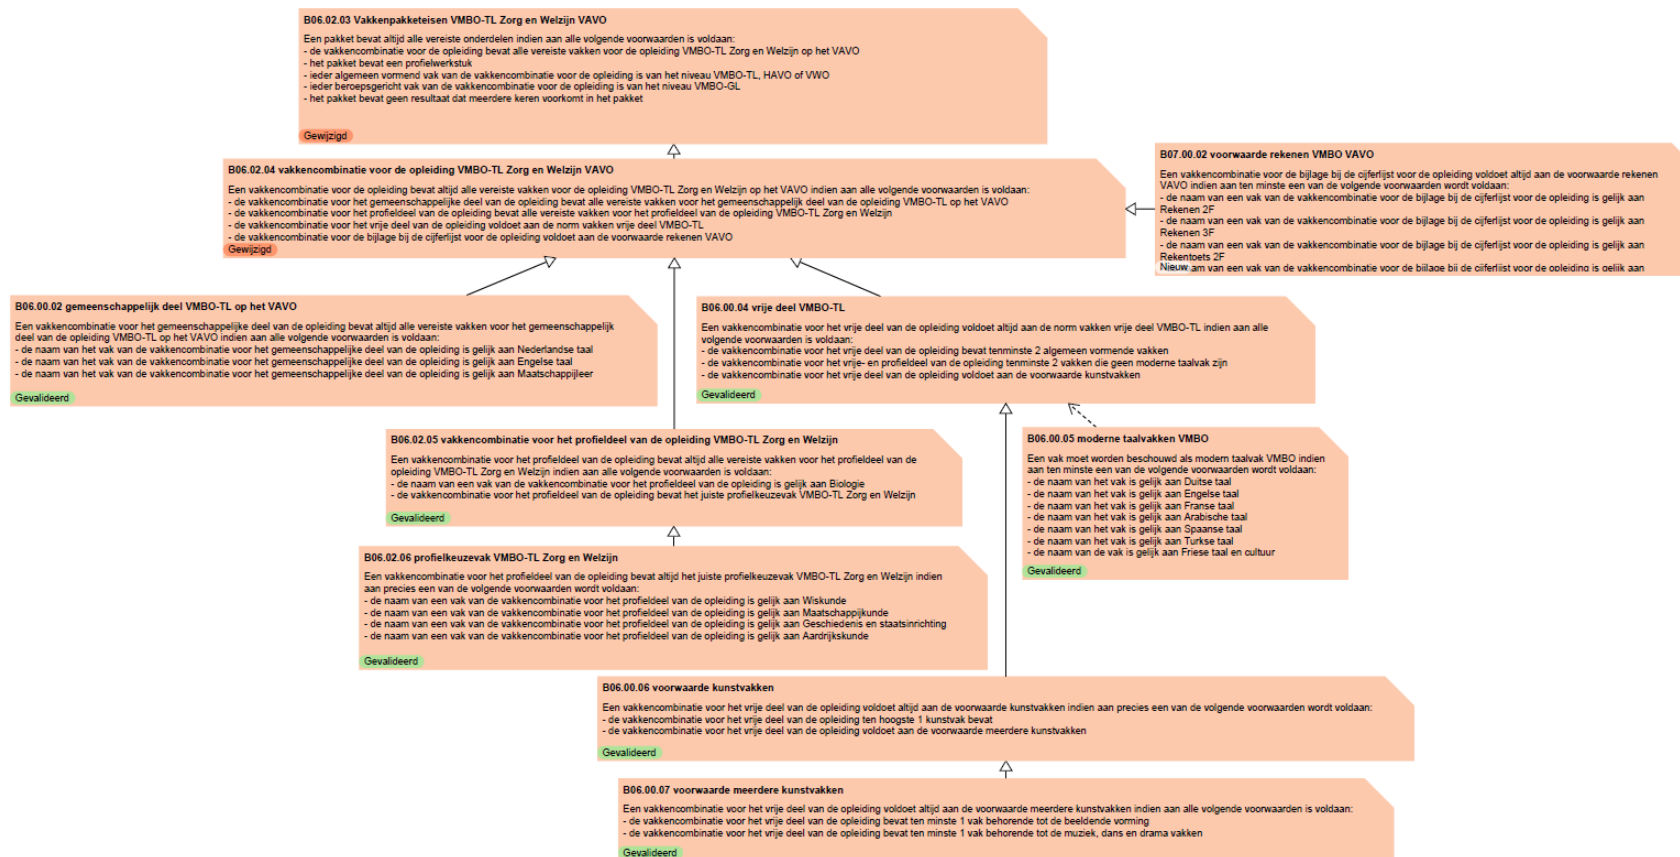 B06.02.03 Vakkenpakketeisen VMBO-TL Zorg en Welzijn VAVO
Een pakket bevat altijd alle vereiste onderdelen indien aan alle volgende voorwaarden is voldaan:
- de vakkencombinatie voor de opleiding bevat alle vereiste vakken voor de opleiding VMBO-TL Zorg en Welzijn op het VAVO
- het pakket bevat een profielwerkstuk
- ieder algemeen vormend vak van de vakkencombinatie voor de opleiding is van het niveau VMBO-TL, HAVO of VWO
- ieder beroepsgericht vak van de vakkencombinatie voor de opleiding is van het niveau VMBO-GL
- het pakket bevat geen resultaat dat meerdere keren voorkomt in het pakket
Gewijzigd
B06.02.04 vakkencombinatie voor de opleiding VMBO-TL Zorg en Welzijn VAVO
Een vakkencombinatie voor de opleiding bevat altijd alle vereiste vakken voor de opleiding VMBO-TL Zorg en Welzijn op het VAVO indien aan alle volgende voorwaarden is voldaan:
- de vakkencombinatie voor het gemeenschappelijke deel van de opleiding bevat alle vereiste vakken voor het gemeenschappelijk deel van de opleiding VMBO-TL op het VAVO
- de vakkencombinatie voor het profieldeel van de opleiding bevat alle vereiste vakken voor het profieldeel van de opleiding VMBO-TL Zorg en Welzijn
- de vakkencombinatie voor het vrije deel van de opleiding voldoet aan de norm vakken vrije deel VMBO-TL
- de vakkencombinatie voor de bijlage bij de cijferlijst voor de opleiding voldoet aan de voorwaarde rekenen VAVO
Gewijzigd
B07.00.02 voorwaarde rekenen VMBO VAVO
Een vakkencombinatie voor de bijlage bij de cijferlijst voor de opleiding voldoet altijd aan de voorwaarde rekenen
VAVO indien aan ten minste een van de volgende voorwaarden wordt voldaan:
- de naam van een vak van de vakkencombinatie voor de bijlage bij de cijferlijst voor de opleiding is gelijk aan
Rekenen 2F
- de naam van een vak van de vakkencombinatie voor de bijlage bij de cijferlijst voor de opleiding is gelijk aan
Rekenen 3F
- de naam van een vak van de vakkencombinatie voor de bijlage bij de cijferlijst voor de opleiding is gelijk aan
Rekentoets 2F
Nieuw am van een vak van de vakkencombinatie voor de bijlage bij de cijferlijst voor de opleiding is gelijk aan
B06.00.02 gemeenschappelijk deel VMBO-TL op het VAVO
Een vakkencombinatie voor het gemeenschappelijke deel van de opleiding bevat altijd alle vereiste vakken voor het gemeenschappelijk
deel van de opleiding VMBO-TL op het VAVO indien aan alle volgende voorwaarden is voldaan:
- de naam van het vak van de vakkencombinatie voor het gemeenschappelijke deel van de opleiding is gelijk aan Nederlandse taal
- de naam van het vak van de vakkencombinatie voor het gemeenschappelijke deel van de opleiding is gelijk aan Engelse taal
- de naam van het vak van de vakkencombinatie voor het gemeenschappelijke deel van de opleiding is gelijk aan Maatschappijleer
Gevalideerd
B06.00.04 vrije deel VMBO-TL
Een vakkencombinatie voor het vrije deel van de opleiding voldoet altijd aan de norm vakken vrije deel VMBO-TL indien aan alle
volgende voorwaarden is voldaan:
- de vakkencombinatie voor het vrije deel van de opleiding bevat tenminste 2 algemeen vormende vakken
- de vakkencombinatie voor het vrije- en profieldeel van de opleiding tenminste 2 vakken die geen moderne taalvak zijn
- de vakkencombinatie voor het vrije deel van de opleiding voldoet aan de voorwaarde kunstvakken
Gevalideerd
B06.02.05 vakkencombinatie voor het profieldeel van de opleiding VMBO-TL Zorg en Welzijn
Een vakkencombinatie voor het profieldeel van de opleiding bevat altijd alle vereiste vakken voor het profieldeel van de
opleiding VMBO-TL Zorg en Welzijn indien aan alle volgende voorwaarden is voldaan:
- de naam van een vak van de vakkencombinatie voor het profieldeel van de opleiding is gelijk aan Biologie
- de vakkencombinatie voor het profieldeel van de opleiding bevat het juiste profielkeuzevak VMBO-TL Zorg en Welzijn
Gevalideerd
B06.00.05 moderne taalvakken VMBO
Een vak moet worden beschouwd als modern taalvak VMBO indien
aan ten minste een van de volgende voorwaarden wordt voldaan:
- de naam van het vak is gelijk aan Duitse taal
- de naam van het vak is gelijk aan Engelse taal
- de naam van het vak is gelijk aan Franse taal
- de naam van het vak is gelijk aan Arabische taal
- de naam van het vak is gelijk aan Spaanse taal
- de naam van het vak is gelijk aan Turkse taal
- de naam van de vak is gelijk aan Friese taal en cultuur
Gevalideerd
B06.02.06 profielkeuzevak VMBO-TL Zorg en Welzijn
Een vakkencombinatie voor het profieldeel van de opleiding bevat altijd het juiste profielkeuzevak VMBO-TL Zorg en Welzijn indien
aan precies een van de volgende voorwaarden wordt voldaan:
- de naam van een vak van de vakkencombinatie voor het profieldeel van de opleiding is gelijk aan Wiskunde
- de naam van een vak van de vakkencombinatie voor het profieldeel van de opleiding is gelijk aan Maatschappijkunde
- de naam van een vak van de vakkencombinatie voor het profieldeel van de opleiding is gelijk aan Geschiedenis en staatsinrichting
- de naam van een vak van de vakkencombinatie voor het profieldeel van de opleiding is gelijk aan Aardrijkskunde
Gevalideerd
B06.00.06 voorwaarde kunstvakken
Een vakkencombinatie voor het vrije deel van de opleiding voldoet altijd aan de voorwaarde kunstvakken indien aan precies een van de volgende voorwaarden wordt voldaan:
- de vakkencombinatie voor het vrije deel van de opleiding ten hoogste 1 kunstvak bevat
- de vakkencombinatie voor het vrije deel van de opleiding voldoet aan de voorwaarde meerdere kunstvakken
Gevalideerd
B06.00.07 voorwaarde meerdere kunstvakken
Een vakkencombinatie voor het vrije deel van de opleiding voldoet altijd aan de voorwaarde meerdere kunstvakken indien aan alle volgende voorwaarden is voldaan:
- de vakkencombinatie voor het vrije deel van de opleiding bevat ten minste 1 vak behorende tot de beeldende vorming
- de vakkencombinatie voor het vrije deel van de opleiding bevat ten minste 1 vak behorende tot de muziek, dans en drama vakken
Gevalideerd